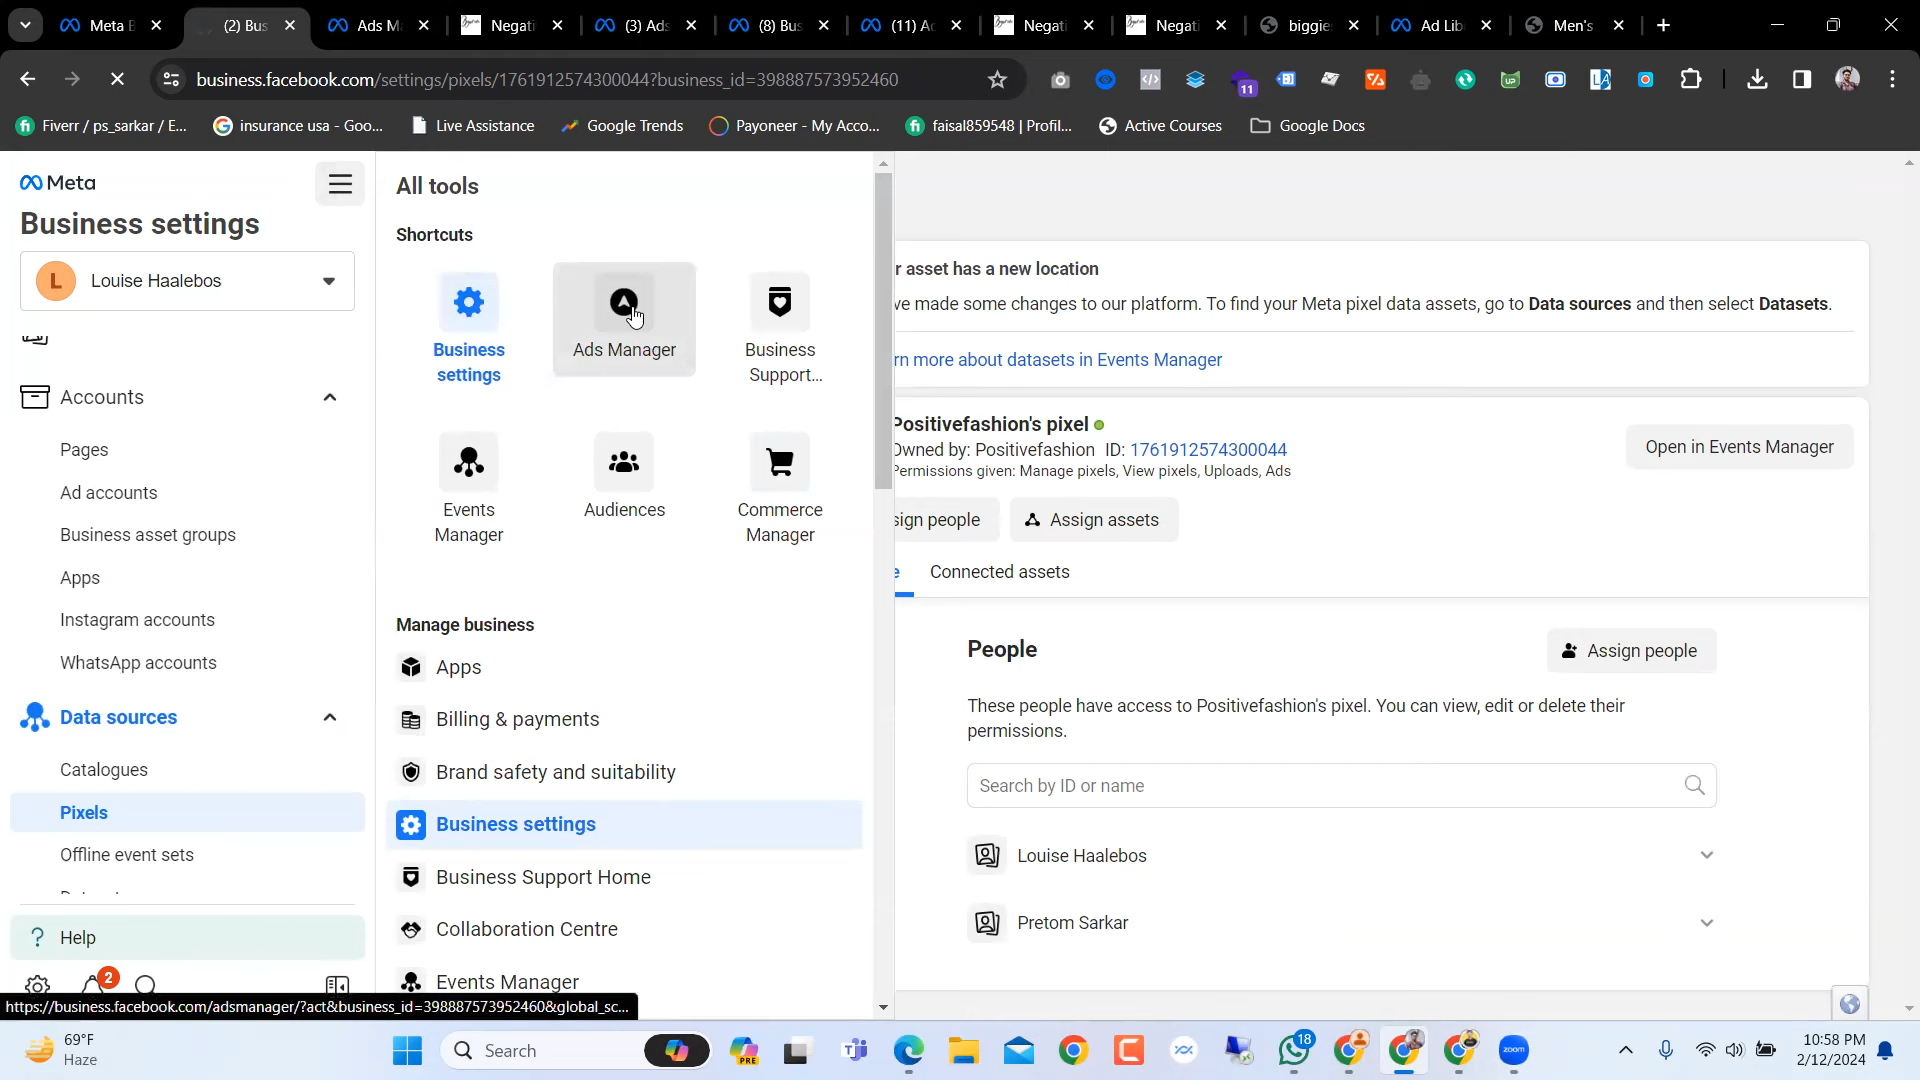 Meta B
(2) Bus
Ads M
Negati
(3) Ads
(8) Bus
(11) Ac
Negati
Negati
biggie
Ad Lib
Men's
business.facebook.com/settings/pixels/1761912574300044?business_id=398887573952460
11
Fiverr / ps_sarkar / E...
insurance usa - Goo...
Live Assistance
Google Trends
Payoneer - My Acco...
faisal859548 | Profil...
Active Courses
Google Docs
Meta
Business settings
L
Louise Haalebos
Accounts
Pages
Ad accounts
Business asset groups
Apps
Instagram accounts
WhatsApp accounts
Data sources
Catalogues
Pixels
Offline event sets
? Help
2
All tools
Shortcuts
Business
settings
Ads Manager
Business
Support...
Events
Manager
Audiences
Commerce
Manager
Manage business
Apps
Billing & payments
Brand safety and suitability
Business settings
Business Support Home
Collaboration Centre
Events Manager
r asset has a new location
ve made some changes to our platform. To find your Meta pixel data assets, go to Data sources and then select Datasets.
rn more about datasets in Events Manager
Positivefashion's pixel
Owned by: Positivefashion ID: 1761912574300044
Permissions given: Manage pixels, View pixels, Uploads, Ads
Open in Events Manager
sign people
Assign assets
e
Connected assets
People
Assign people
These people have access to Positivefashion's pixel. You can view, edit or delete their
permissions.
Search by ID or name
Louise Haalebos
Pretom Sarkar
https://business.facebook.com/adsmanager/?act&business_id=398887573952460&global_sc...
69°F
Haze
Search
PRE
18
zoom
10:58 PM
2/12/2024